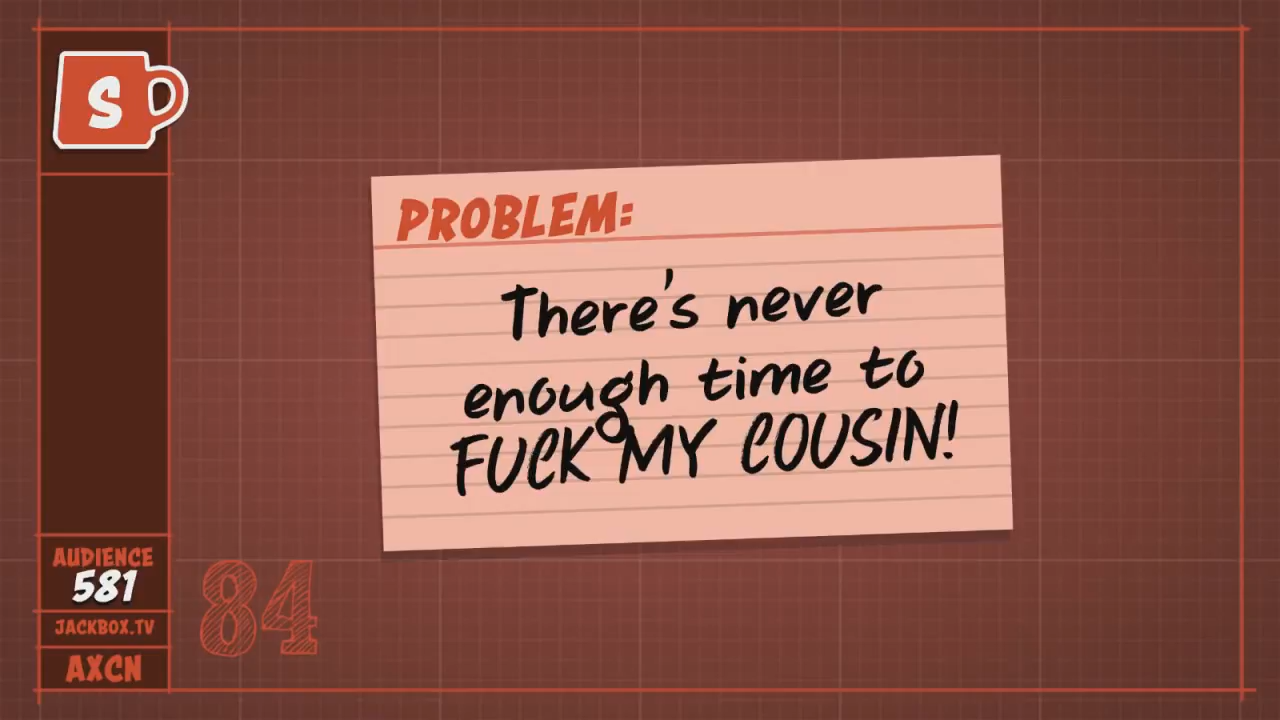 S
PROBLEM:
There's never
enough time to
FUCK MY COUSIN!
AUDIENCE
581
JACKBOX.TV
AXCN
84